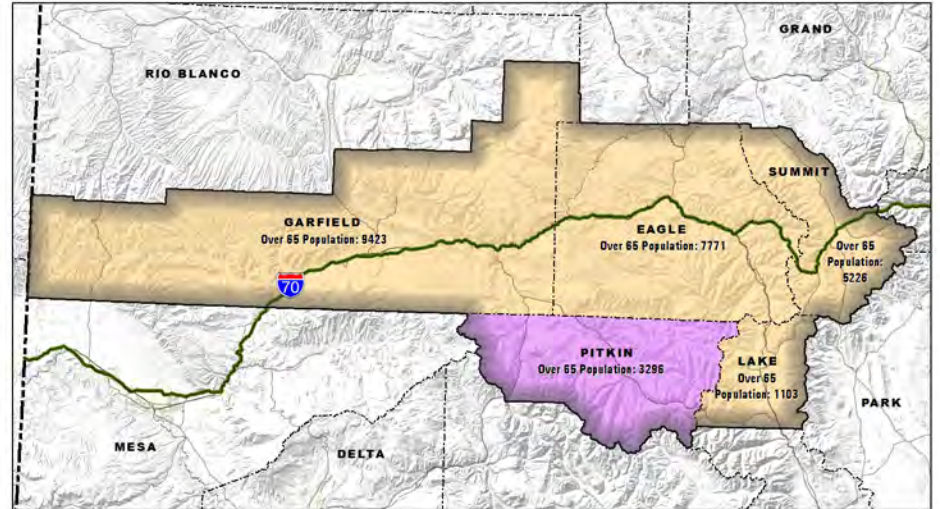 GRAND
RIO BLANCO
SUMMIT
GARFIELD
Over 65 Population: 9423
EAGLE
Over 65 Population: 7771
Over 65
Population:
5226
70
PITKIN
Over 65 Population: 3296
LAKE
Over 65
Population: 1103
PARK
MESA
DELTA